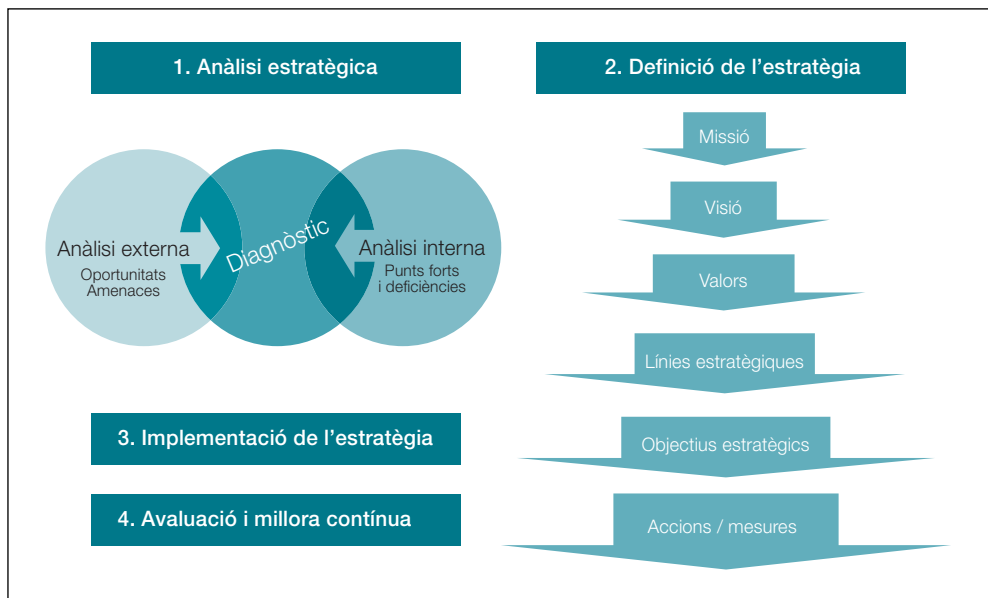 1. Anàlisi estratègica
Anàlisi externa
Oportunitats
Amenaces
Diagnòstic
Anàlisi interna
Punts forts
i deficiències
2. Definició de l'estratègia
Missió
Visió
Valors
Línies estratègiques
Objectius estratègics
Accions / mesures
3. Implementació de l'estratègia
4. Avaluació i millora contínua